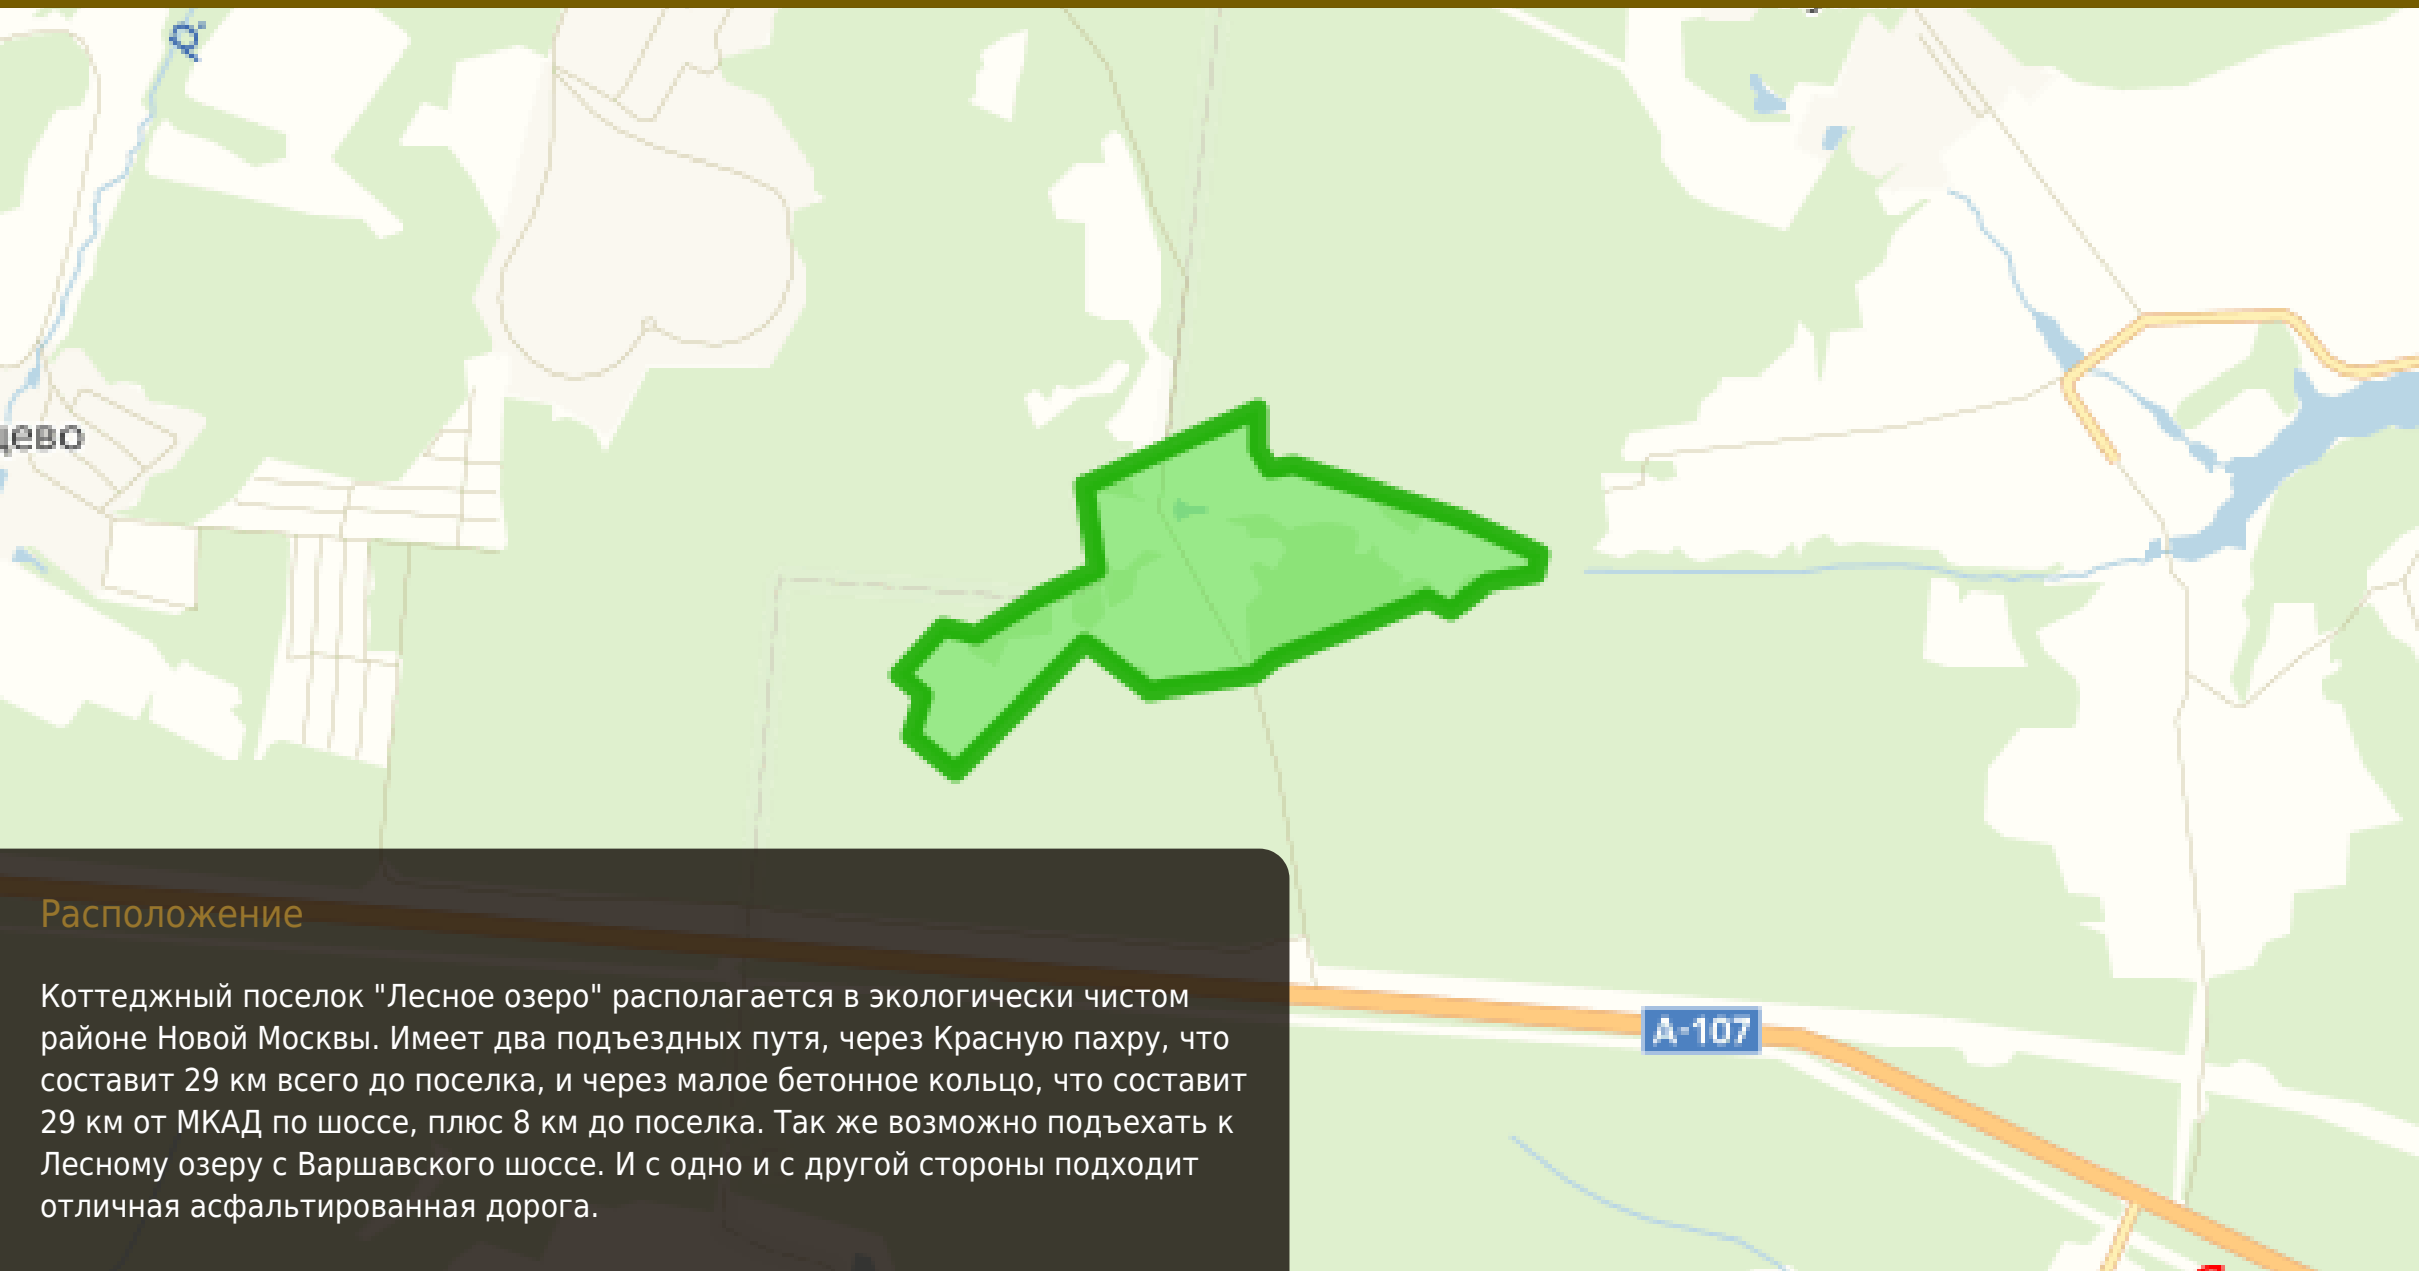 р.
цево
А-107
Расположение
Коттеджный поселок "Лесное озеро" располагается в экологически чистом
районе Новой Москвы. Имеет два подъездных путя, через Красную пахру, что
составит 29 км всего до поселка, и через малое бетонное кольцо, что составит
29 км от МКАД по шоссе, плюс 8 км до поселка. Так же возможно подъехать к
Лесному озеру с Варшавского шоссе. И с одно и с другой стороны подходит
отличная асфальтированная дорога.